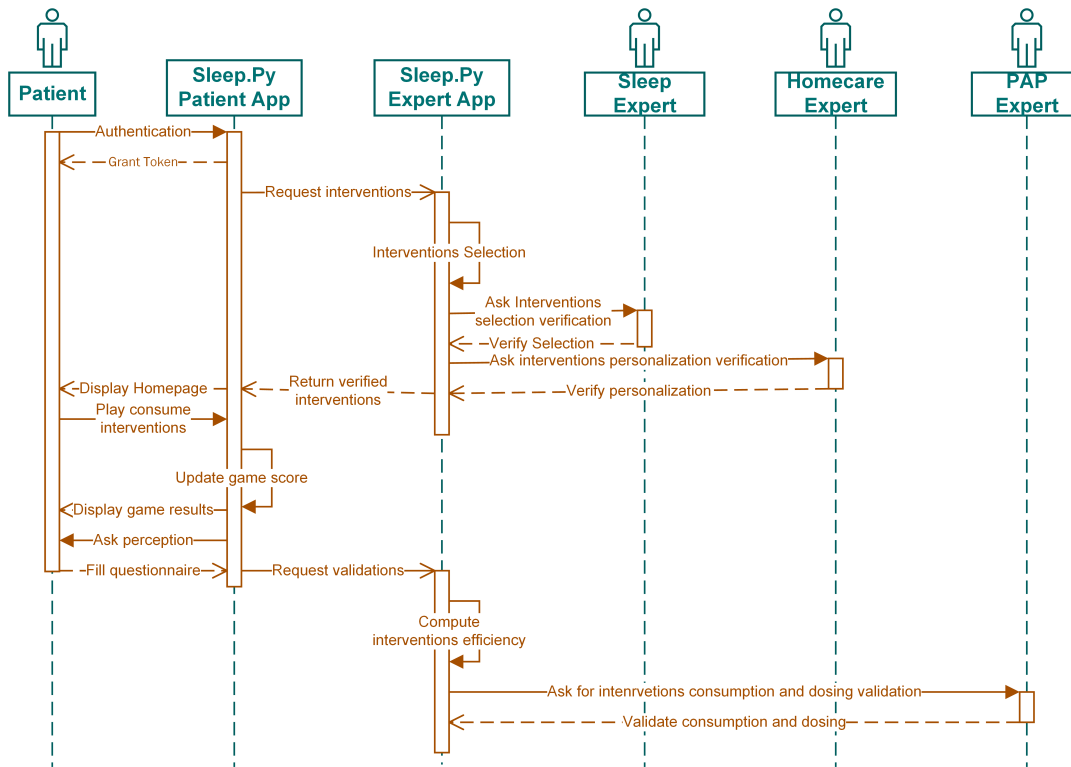 Patient
Sleep.Py
Patient App
Sleep.Py
Expert App
Sleep
Expert
Homecare
Expert
PAP
Expert
Authentication
Grant Token
Request interventions
Interventions Selection
Ask Interventions
selection verification
Verify Selection
Ask interventions personalization verification
Display Homepage
Return verified
interventions
Verify personalization
Play consume
interventions
Update game score
Display game results
Ask perception
Fill questionnaire
Request validations
Compute
interventions efficiency
Ask for intenrvetions consumption and dosing validation
Validate consumption and dosing